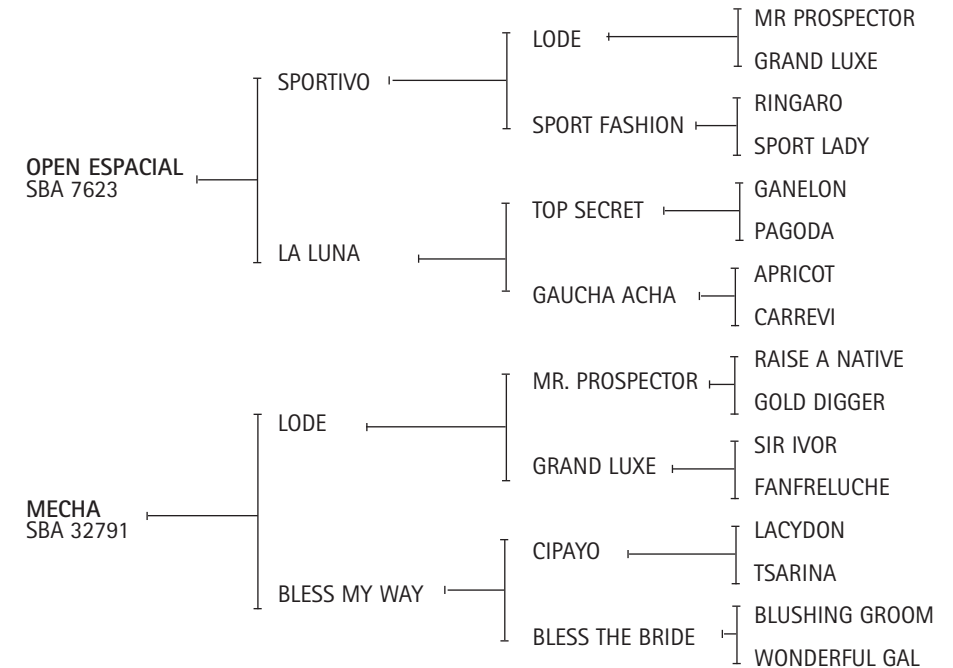 MR PROSPECTOR
LODE
GRAND LUXE
SPORTIVO
RINGARO
SPORT FASHION
SPORT LADY
OPEN ESPACIAL
SBA 7623
GANELON
TOP SECRET
PAGODA
LA LUNA
APRICOT
GAUCHA ACHA
CARREVI
RAISE A NATIVE
MR. PROSPECTOR
GOLD DIGGER
LODE
SIR IVOR
GRAND LUXE
FANFRELUCHE
MECHA
SBA 32791
LACYDON
CIPAYO
TSARINA
BLESS MY WAY
BLUSHING GROOM
BLESS THE BRIDE
WONDERFUL GAL